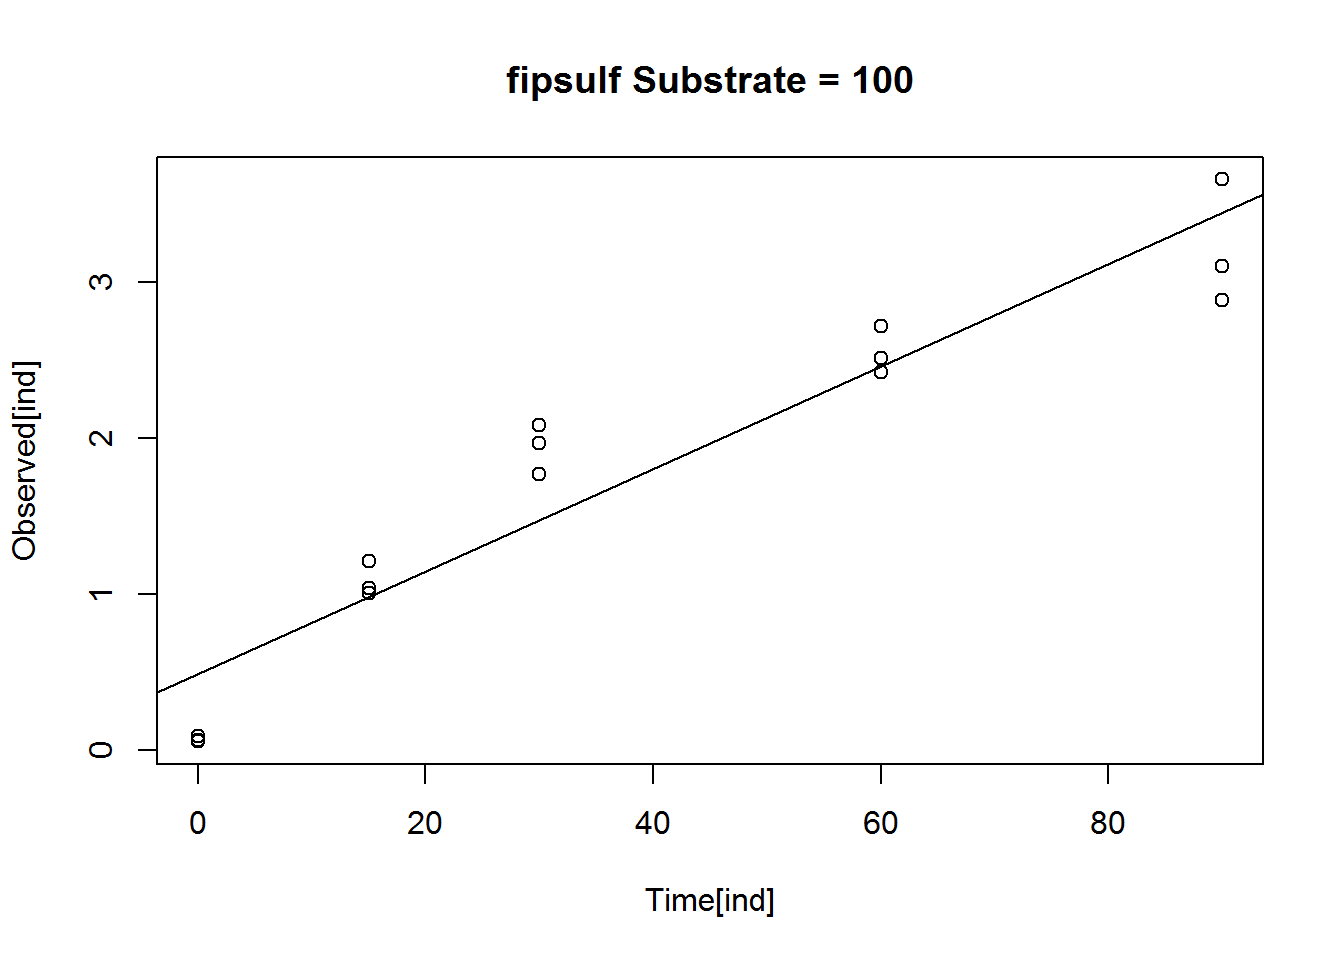 fipsulf Substrate = 100
3
2
1
0
Observed[ind]
0 20 40 60 80
Time[ind]